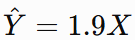 Ŷ = 1.9X